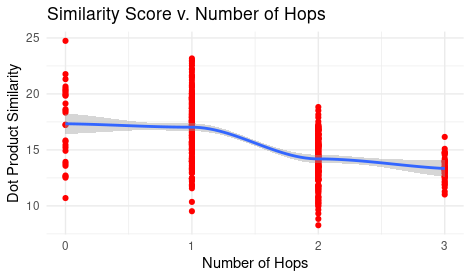 Similarity Score v. Number of Hops
Dot Product Similarity
25
20
15
10
0 1 2 3
Number of Hops